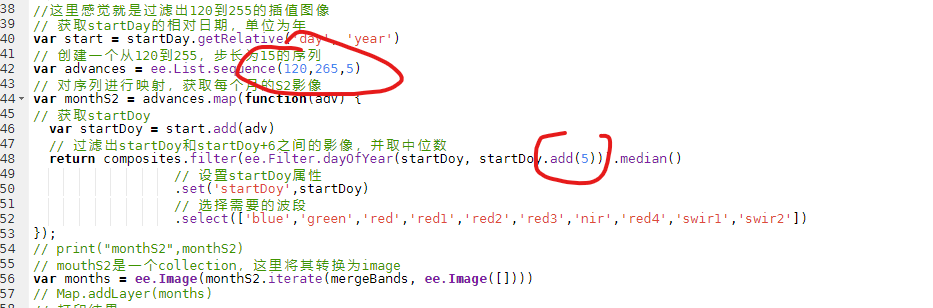 38 //这里感觉就是过滤出120到255的插值图像
39 // 获取startDay的相对日期，单位为年
40 var start = startDay.getRelative('day', 'year')
41 // 创建一个从120到255，步长为15的序列
42 var advances = ee.List.sequence(120,265,5)
43 // 对序列进行映射，获取每个月的S2影像
44 var monthS2 = advances.map(function(adv) {
45 // 获取startDoy
46 var startDoy = start.add(adv)
47 // 过滤出startDoy和startDoy+6之间的影像，并取中位数
48 return composites.filter(ee.Filter.dayOfYear(startDoy, startDoy.add(5))).median()
49 // 设置startDoy属性
50 .set('startDoy',startDoy)
51 // 选择需要的波段
52 .select(['blue','green','red','red1','red2','red3','nir','red4','swir1','swir2'])
53 });
54 // print("monthS2",monthS2)
55 // mouthS2是一个collection，这里将其转换为image
56 var months = ee.Image(monthS2.iterate(mergeBands, ee.Image([])))
57 // Map.addLayer(months)